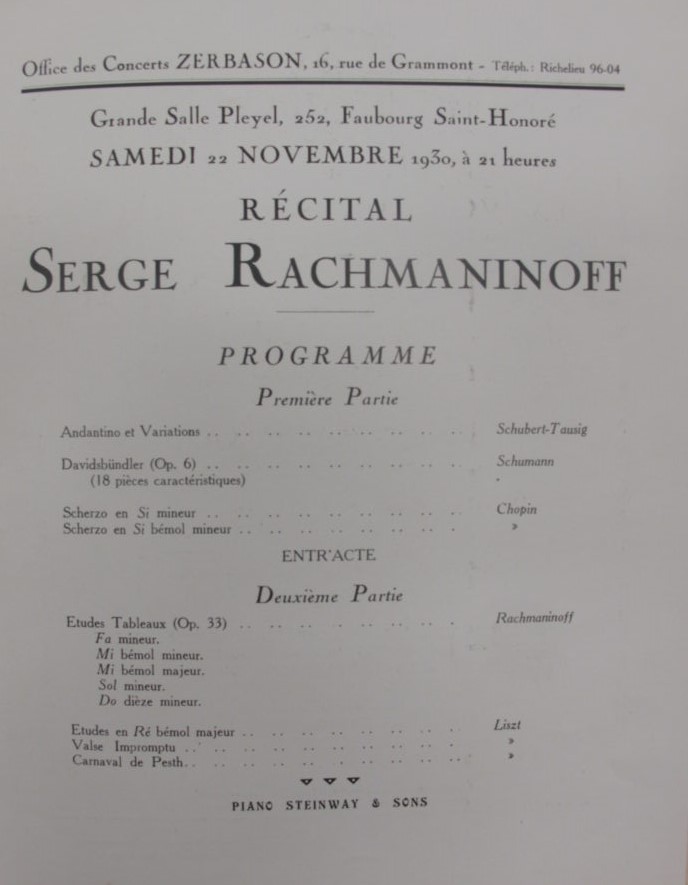 Office des Concerts ZERBASON, 16, rue de Grammont - Téléph.: Richelieu 96-04
Grande Salle Pleyel, 252, Faubourg Saint-Honoré
SAMEDI 22 NOVEMBRE 1930, à 21 heures
RÉCITAL
SERGE RACHMANINOFF
PROGRAMME
Première Partie
Andantino et Variations .. .. .. .. .. .. .. .. . Schubert-Tausig
Davidsbündler (Op. 6) .. .. .. .. .. .. .. .. . Schumann
(18 pièces caractéristiques)
Scherzo en Si mineur .. .. .. .. .. .. .. .. . Chopin
Scherzo en Si bémol mineur .. .. .. .. .. .. .. . »
ENTR'ACTE
Deuxième Partie
Etudes Tableaux (Op. 33) .. .. .. .. .. .. .. . Rachmaninoff
Fa mineur.
Mi bémol mineur.
Mi bémol majeur.
Sol mineur.
Do dièze mineur.
Etudes en Ré bémol majeur .. .. .. .. .. .. .. . Liszt
Valse Impromptu .. .. .. .. .. .. .. .. .. . »
Carnaval de Pesth.. .. .. .. .. .. .. .. .. »
PIANO STEINWAY & SONS